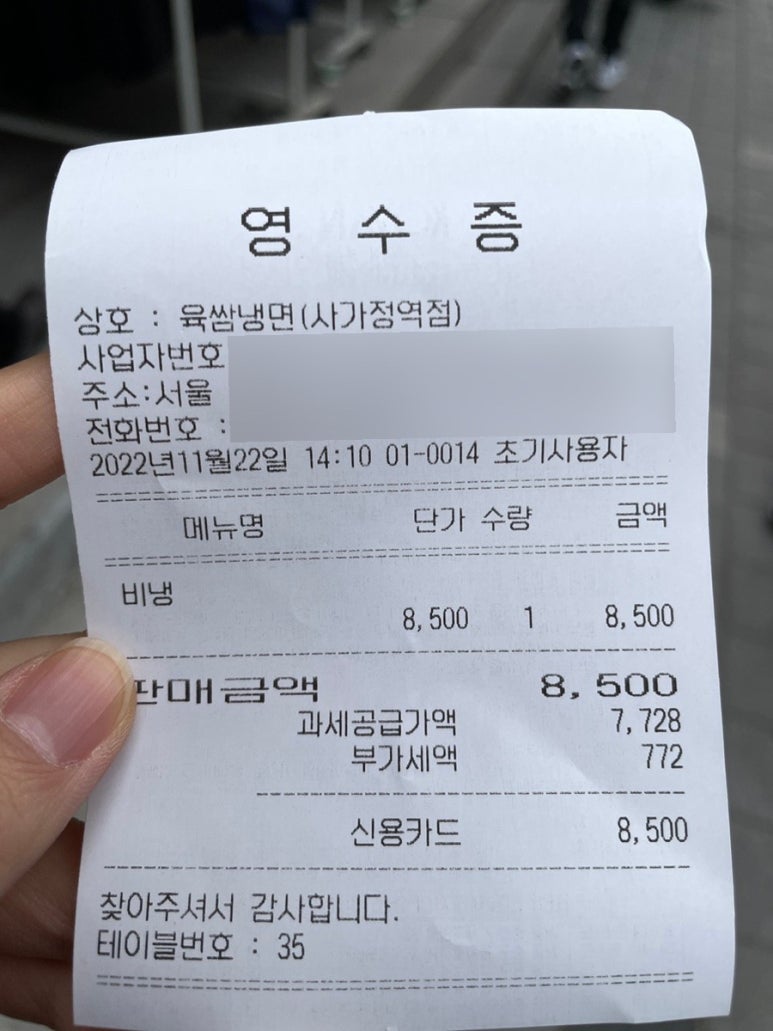 영 수 증
상호 : 육쌈냉면(사가정역점)
사업자번호
주소:서울
전화번호 :
2022년11월22일 14:10 01-0014 초기사용자
메뉴명 단가 수량 금액
비냉
8,500 1 8,500
판매금액 8,500
과세공급가액 7,728
부가세액 772
신용카드 8,500
찾아주셔서 감사합니다.
테이블번호 : 35